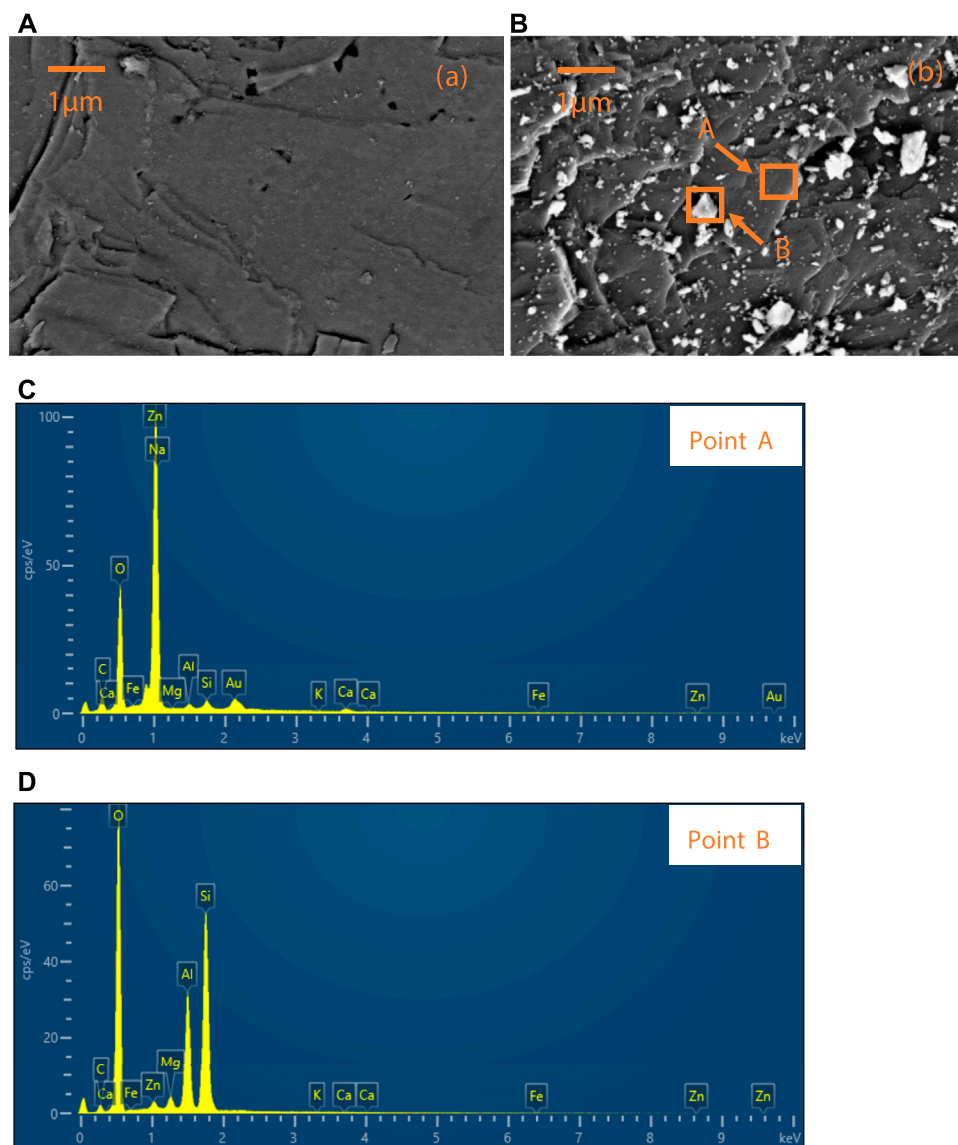 A
B
(a)
1µm
(b)
1µm
A
B
C
Point A
100
50
0
cps/eV
Zn
Na
O
C
Ca
Fe
Mg
Al
Si
Au
K
Ca
Ca
Fe
Zn
Au
0 1 2 3 4 5 6 7 8 9 keV
D
Point B
60
40
20
0
cps/eV
O
Si
Al
C
Ca
Fe
Zn
Mg
K
Ca
Ca
Fe
Zn
Zn
0 1 2 3 4 5 6 7 8 9 keV